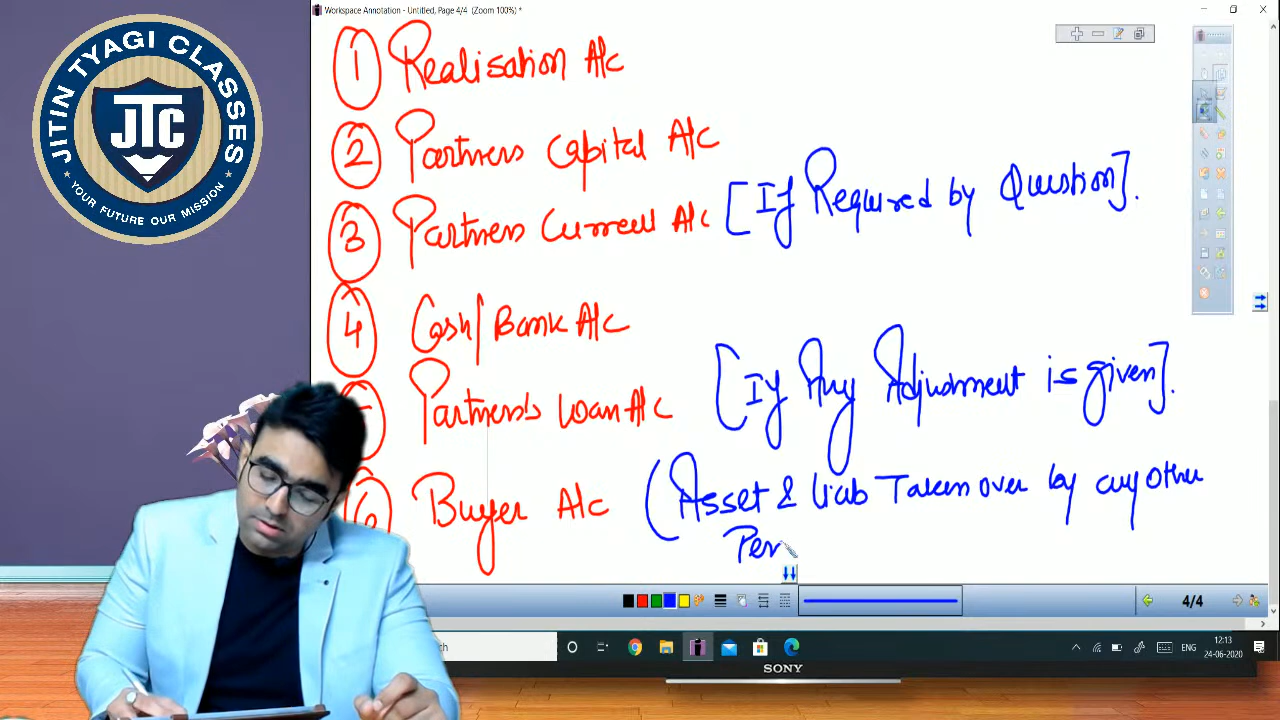 Workspace Annotation - Untitled, Page 4/4 (Zoom 100%) *
JITIN TYAGI CLASSES
JTC
YOUR FUTURE OUR MISSION
1 Realisation A/c
2 Partners Capital A/c
3 Partners Current A/c [If Required by Question].
4 Cash/Bank A/c
Partner's Loan A/c [If Any Adjustment is given].
6 Buyer A/c (Asset & Liab Taken over by any other
Per
4/4
ch
ENG
12:13
24-06-2020
SONY